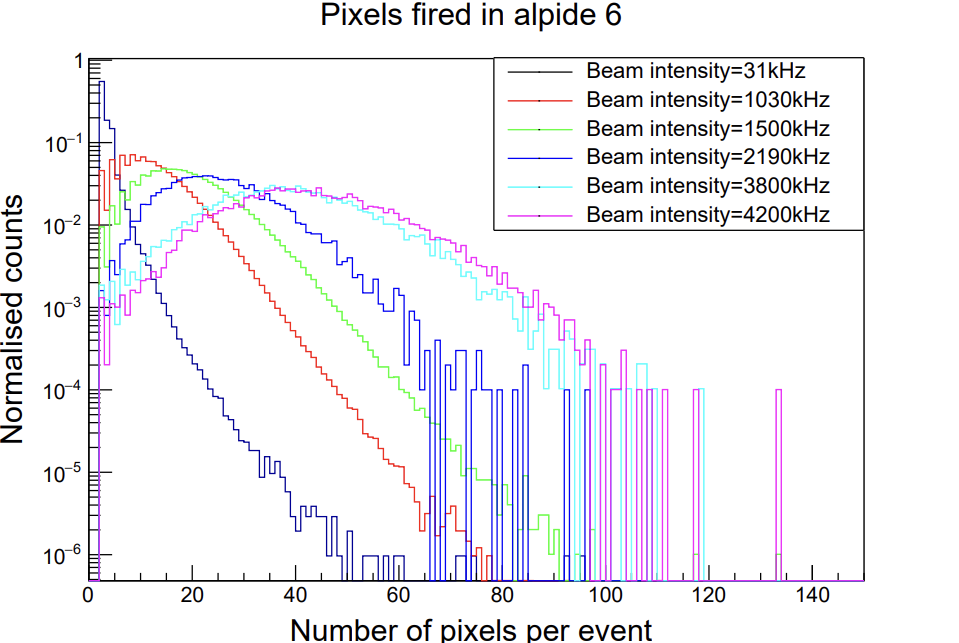 Pixels fired in alpide 6
Normalised counts
1
10⁻¹
10⁻²
10⁻³
10⁻⁴
10⁻⁵
10⁻⁶
Beam intensity=31kHz
Beam intensity=1030kHz
Beam intensity=1500kHz
Beam intensity=2190kHz
Beam intensity=3800kHz
Beam intensity=4200kHz
0 20 40 60 80 100 120 140
Number of pixels per event